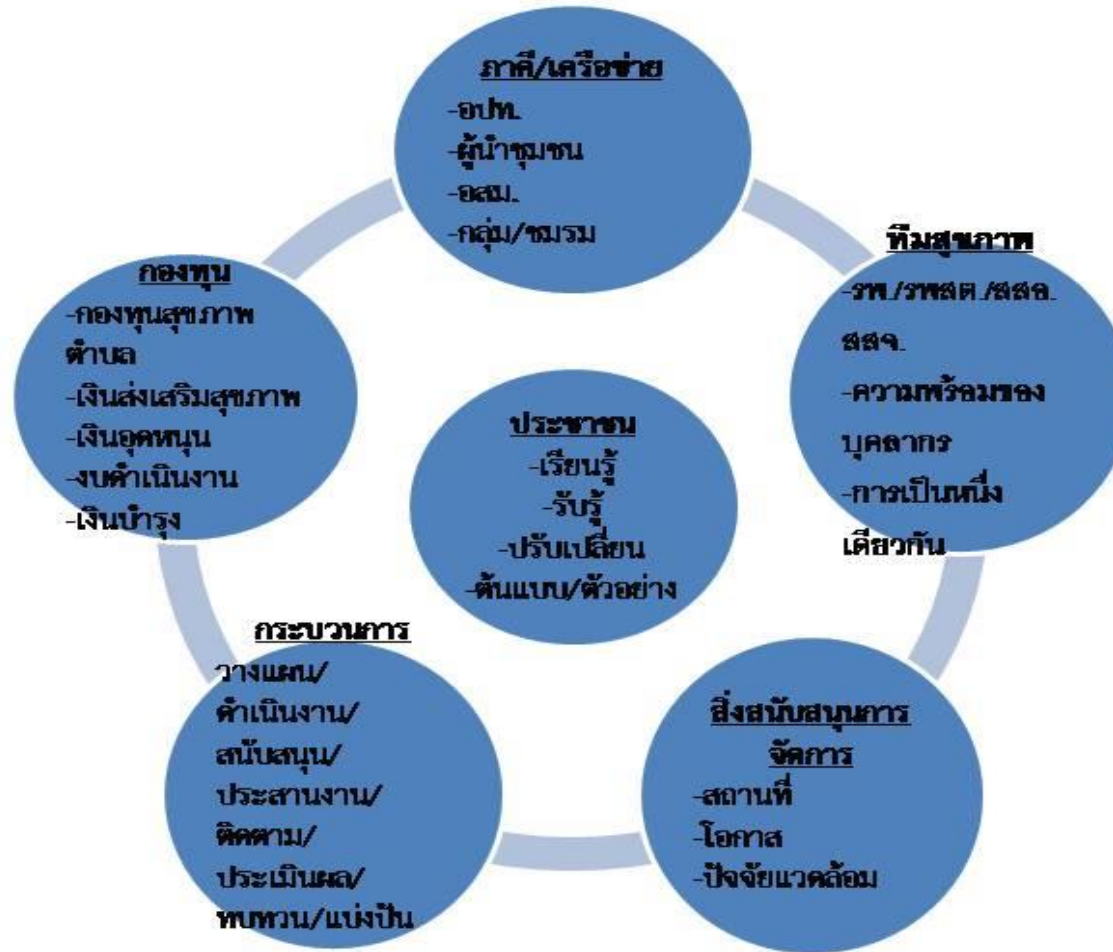 ภาคี/เครือข่าย
-อปท.
-ผู้นำชุมชน
-อสม.
-กลุ่ม/ชมรม
ทีมสุขภาพ
-รพ./รพสต./สสอ.
สสจ.
-ความพร้อมของ
บุคลากร
-การเป็นหนึ่ง
เดียวกัน
สิ่งสนับสนุนการ
จัดการ
-สถานที่
-โอกาส
-ปัจจัยแวดล้อม
กระบวนการ
วางแผน/
ดำเนินงาน/
สนับสนุน/
ประสานงาน/
ติดตาม/
ประเมินผล/
ทบทวน/แบ่งปัน
กองทุน
-กองทุนสุขภาพ
ตำบล
-เงินส่งเสริมสุขภาพ
-เงินอุดหนุน
-งบดำเนินงาน
-เงินบำรุง
ประชาชน
-เรียนรู้
-รับรู้
-ปรับเปลี่ยน
-ต้นแบบ/ตัวอย่าง